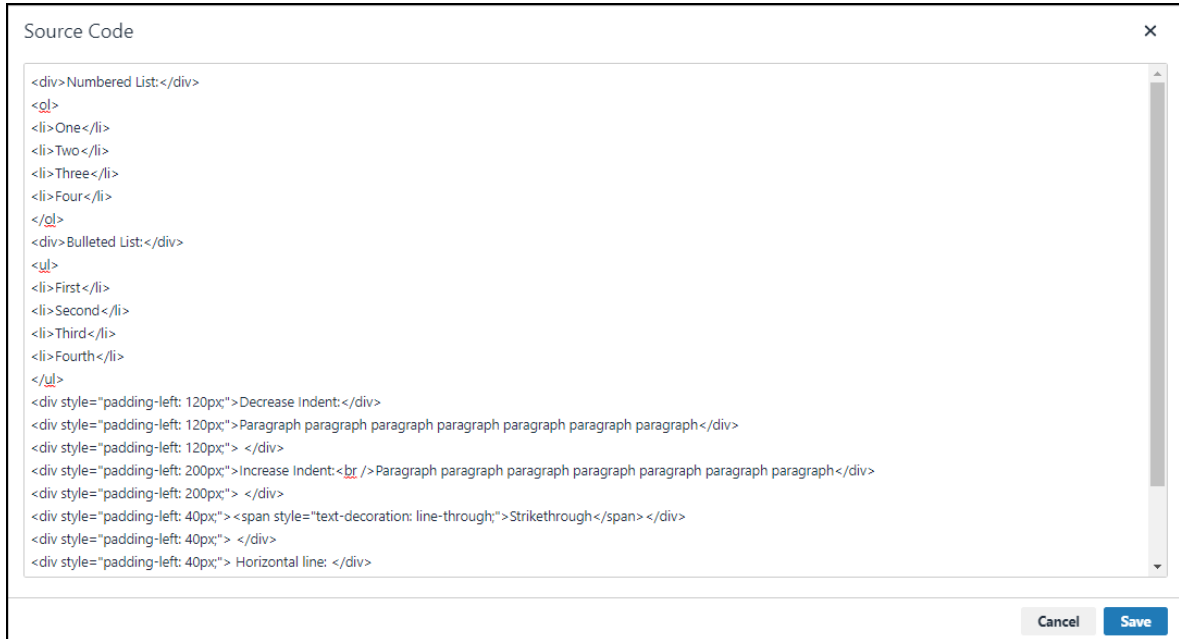 Source Code
<div>Numbered List:</div>
<ol>
<li>One</li>
<li>Two</li>
<li>Three</li>
<li>Four</li>
</ol>
<div>Bulleted List:</div>
<ul>
<li>First</li>
<li>Second</li>
<li>Third</li>
<li>Fourth</li>
</ul>
<div style="padding-left: 120px;">Decrease Indent:</div>
<div style="padding-left: 120px;">Paragraph paragraph paragraph paragraph paragraph paragraph paragraph</div>
<div style="padding-left: 120px;"> </div>
<div style="padding-left: 200px;">Increase Indent:<br />Paragraph paragraph paragraph paragraph paragraph paragraph paragraph</div>
<div style="padding-left: 200px;"> </div>
<div style="padding-left: 40px;"><span style="text-decoration: line-through;">Strikethrough</span></div>
<div style="padding-left: 40px;"> </div>
<div style="padding-left: 40px;"> Horizontal line: </div>
Cancel Save